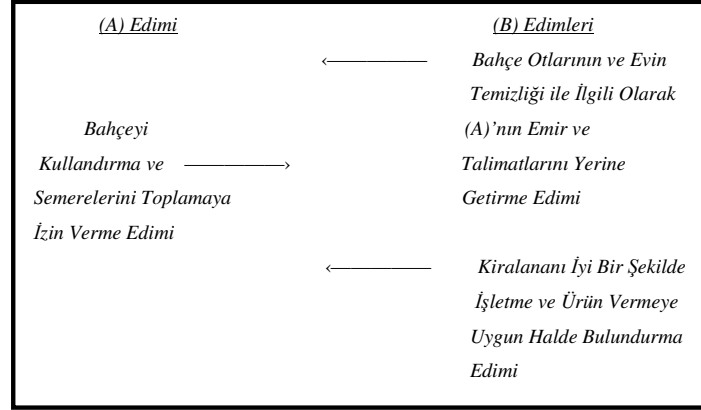 (A) Edimi (B) Edimleri
Bahçe Otlarının ve Evin
Temizliği ile İlgili Olarak
Bahçeyi (A)’nın Emir ve
Kullandırma ve Talimatlarını Yerine
Semerelerini Toplamaya Getirme Edimi
İzin Verme Edimi
Kiralananı İyi Bir Şekilde
İşletme ve Ürün Vermeye
Uygun Halde Bulundurma
Edimi